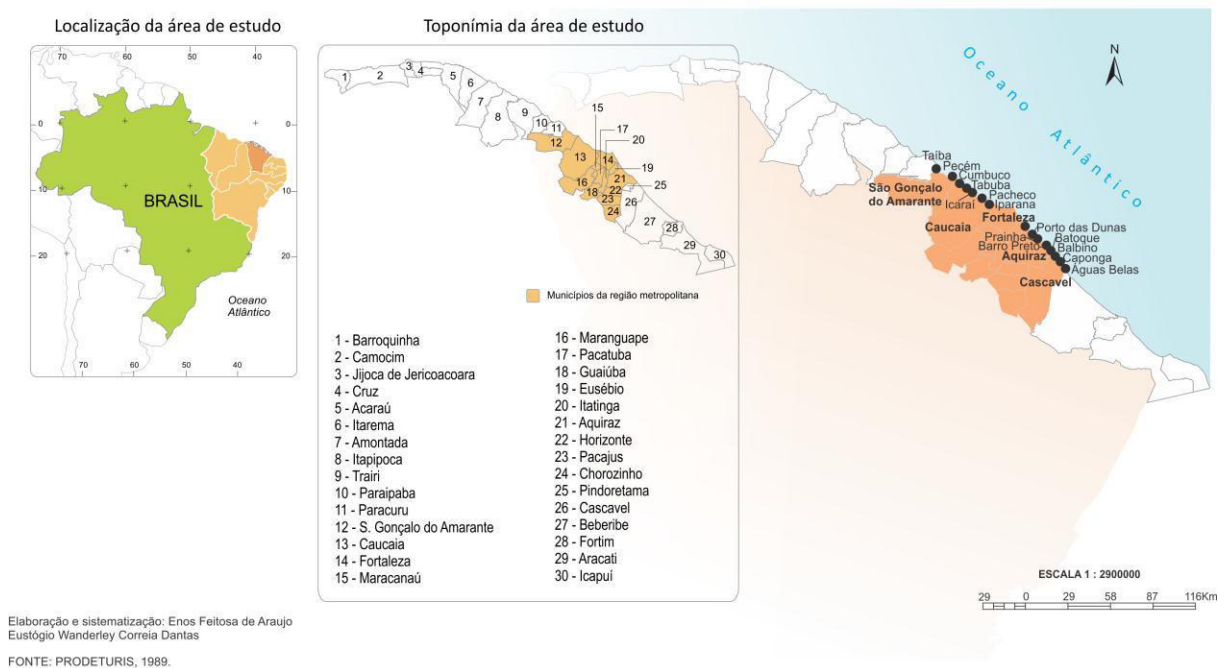 Localização da área de estudo
70
60
50
40
0
0
10
10
20
20
BRASIL
Oceano
Atlântico
70
60
50
40
Toponímia da área de estudo
1
2
3
4
5
6
7
8
9
10
11
12
13
14
15
16
17
18
19
20
21
22
23
24
25
26
27
28
29
30
Municípios da região metropolitana
1 - Barroquinha
2 - Camocim
3 - Jijoca de Jericoacoara
4 - Cruz
5 - Acaraú
6 - Itarema
7 - Amontada
8 - Itapipoca
9 - Trairi
10 - Paraipaba
11 - Paracuru
12 - S. Gonçalo do Amarante
13 - Caucaia
14 - Fortaleza
15 - Maracanaú
16 - Maranguape
17 - Pacatuba
18 - Guaiúba
19 - Eusébio
20 - Itatinga
21 - Aquiraz
22 - Horizonte
23 - Pacajus
24 - Chorozinho
25 - Pindoretama
26 - Cascavel
27 - Beberibe
28 - Fortim
29 - Aracati
30 - Icapuí
Oceano Atlântico
N
Taíba
Pecém
Cumbuco
Tabuba
São Gonçalo
do Amarante
Icaraí
Pacheco
Iparana
Fortaleza
Caucaia
Porto das Dunas
Prainha
Batoque
Barro Preto
Balbino
Aquiraz
Caponga
Águas Belas
Cascavel
ESCALA 1 : 2900000
29 0 29 58 87 116Km
Elaboração e sistematização: Enos Feitosa de Araujo
Eustógio Wanderley Correia Dantas
FONTE: PRODETURIS, 1989.